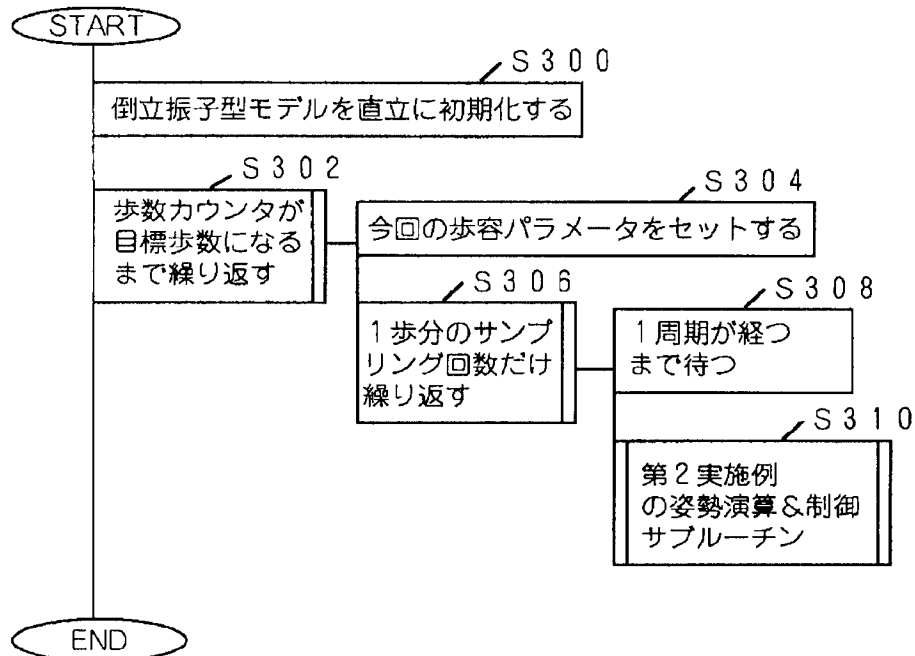 START
S300
倒立振子型モデルを直立に初期化する
S302
歩数カウンタが
目標歩数になる
まで繰り返す
S304
今回の歩容パラメータをセットする
S306
1歩分のサンプ
リング回数だけ
繰り返す
S308
1周期が経つ
まで待つ
S310
第2実施例
の姿勢演算&制御
サブルーチン
END